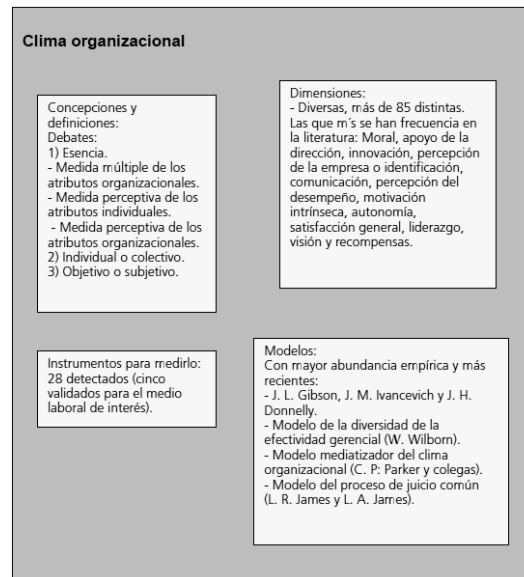 Clima organizacional
Concepciones y
definiciones:
Debates:
1) Esencia.
- Medida múltiple de los
atributos organizacionales.
- Medida perceptiva de los
atributos individuales.
- Medida perceptiva de los
atributos organizacionales.
2) Individual o colectivo.
3) Objetivo o subjetivo.
Dimensiones:
- Diversas, más de 85 distintas.
Las que m´s se han frecuencia en
la literatura: Moral, apoyo de la
dirección, innovación, percepción
de la empresa o identificación,
comunicación, percepción del
desempeño, motivación
intrínseca, autonomía,
satisfacción general, liderazgo,
visión y recompensas.
Instrumentos para medirlo:
28 detectados (cinco
validados para el medio
laboral de interés).
Modelos:
Con mayor abundancia empírica y más
recientes:
- J. L. Gibson, J. M. Ivancevich y J. H.
Donnelly.
- Modelo de la diversidad de la
efectividad gerencial (W. Wilborn).
- Modelo mediatizador del clima
organizacional (C. P: Parker y colegas).
- Modelo del proceso de juicio común
(L. R. James y L. A. James).